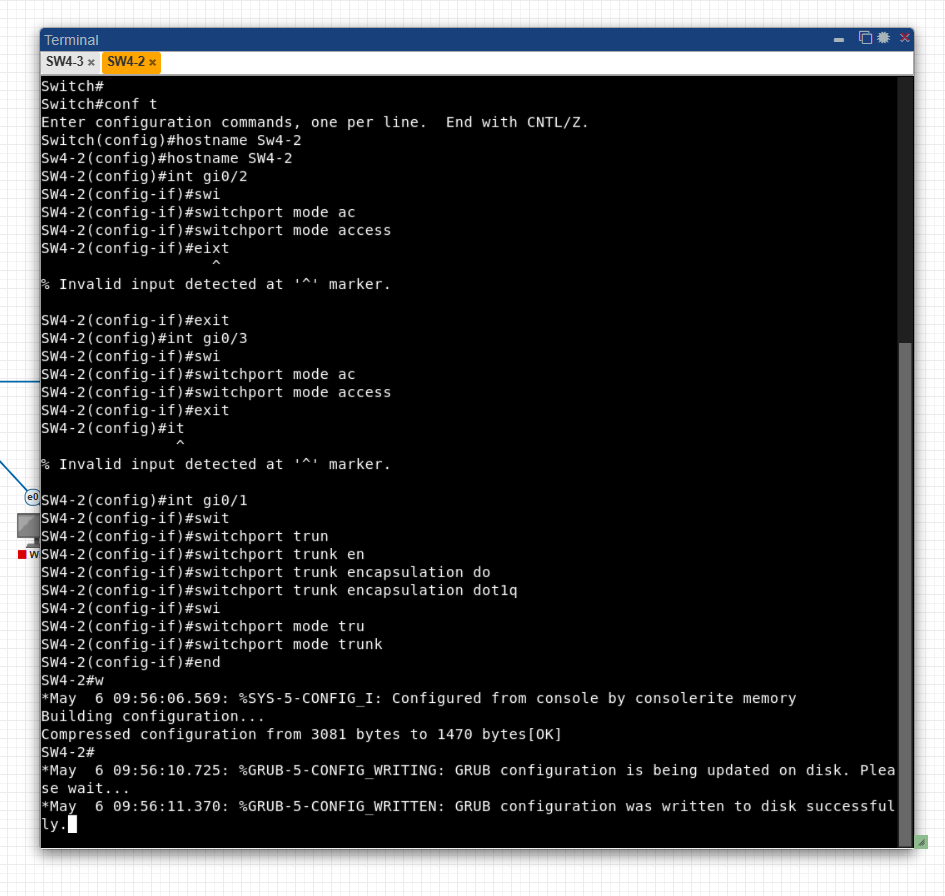 Terminal
SW4-3 × SW4-2 ×
Switch#
Switch#conf t
Enter configuration commands, one per line.  End with CNTL/Z.
Switch(config)#hostname Sw4-2
Sw4-2(config)#hostname SW4-2
SW4-2(config)#int gi0/2
SW4-2(config-if)#swi
SW4-2(config-if)#switchport mode ac
SW4-2(config-if)#switchport mode access
SW4-2(config-if)#eixt
^
% Invalid input detected at '^' marker.
SW4-2(config-if)#exit
SW4-2(config)#int gi0/3
SW4-2(config-if)#swi
SW4-2(config-if)#switchport mode ac
SW4-2(config-if)#switchport mode access
SW4-2(config-if)#exit
SW4-2(config)#it
^
% Invalid input detected at '^' marker.
e0
SW4-2(config)#int gi0/1
SW4-2(config-if)#swit
SW4-2(config-if)#switchport trun
W
SW4-2(config-if)#switchport trunk en
SW4-2(config-if)#switchport trunk encapsulation do
SW4-2(config-if)#switchport trunk encapsulation dot1q
SW4-2(config-if)#swi
SW4-2(config-if)#switchport mode tru
SW4-2(config-if)#switchport mode trunk
SW4-2(config-if)#end
SW4-2#w
*May  6 09:56:06.569: %SYS-5-CONFIG_I: Configured from console by consolerite memory
Building configuration...
Compressed configuration from 3081 bytes to 1470 bytes[OK]
SW4-2#
*May  6 09:56:10.725: %GRUB-5-CONFIG_WRITING: GRUB configuration is being updated on disk. Plea
se wait...
*May  6 09:56:11.370: %GRUB-5-CONFIG_WRITTEN: GRUB configuration was written to disk successful
ly.